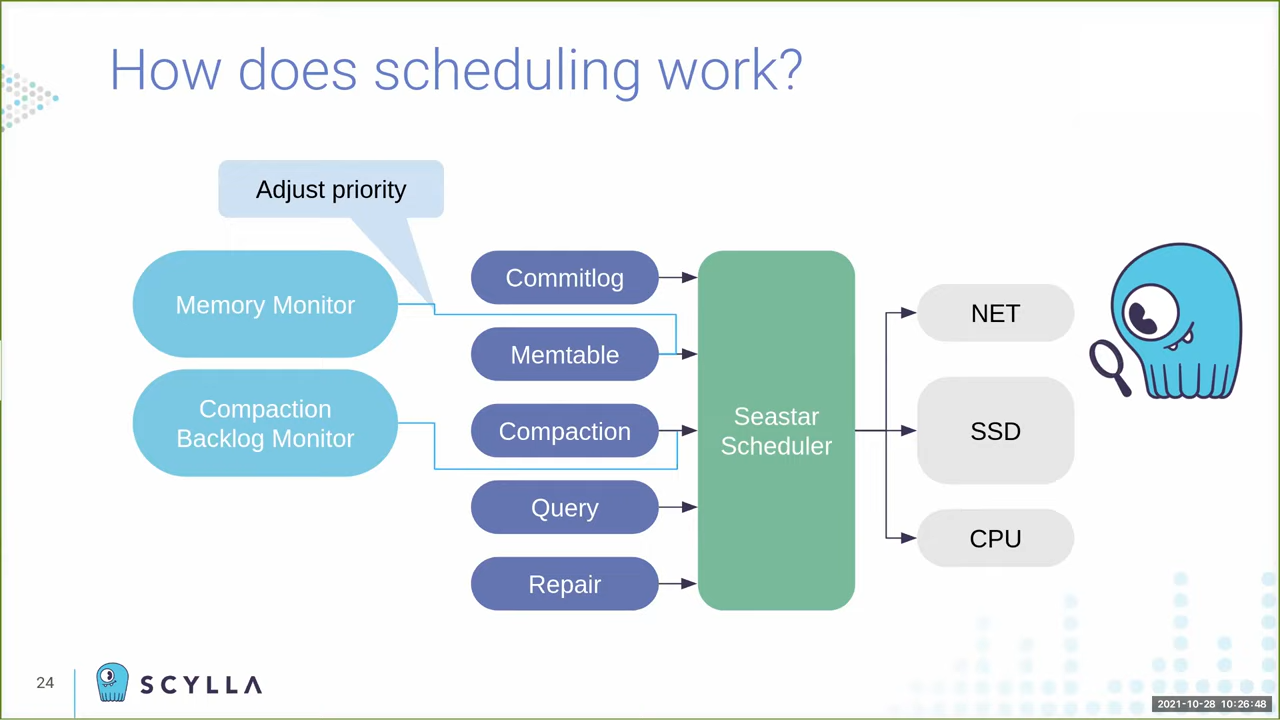 How does scheduling work?
Adjust priority
Memory Monitor
Compaction
Backlog Monitor
Commitlog
Memtable
Compaction
Query
Repair
Seastar
Scheduler
NET
SSD
CPU
24
SCYLLA
2021-10-28 10:26:48